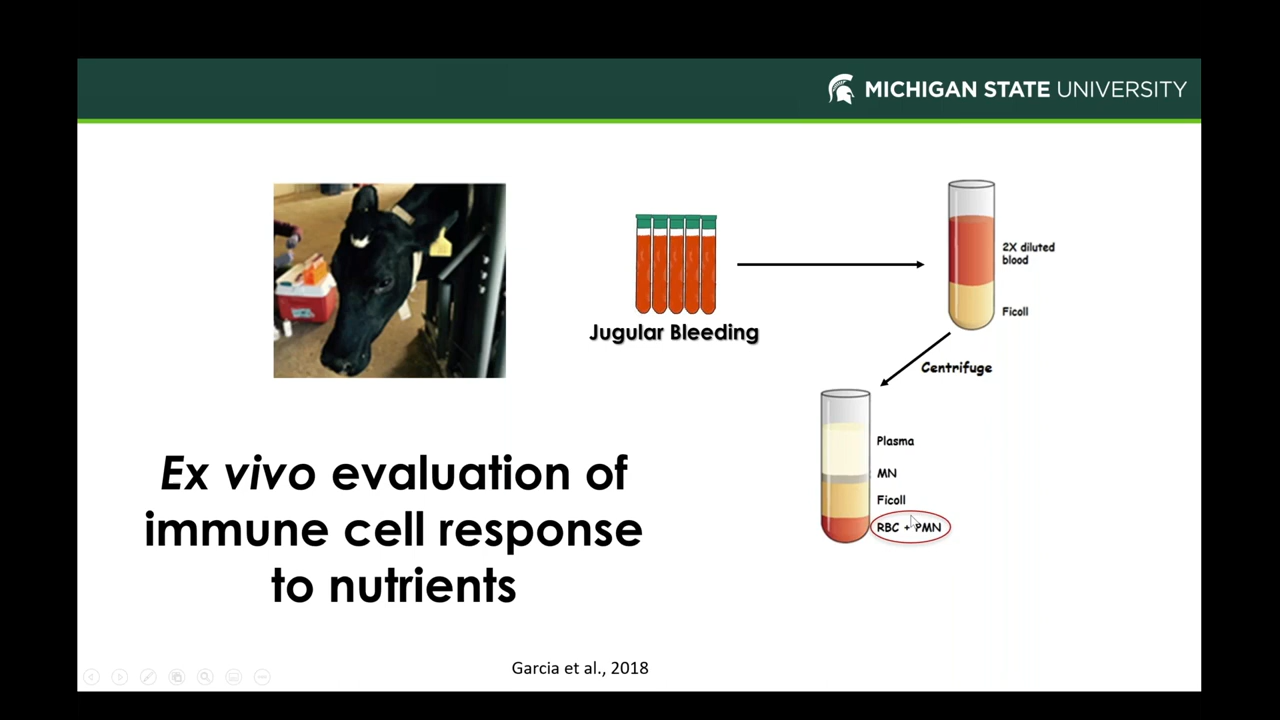 MICHIGAN STATE UNIVERSITY
2X diluted
blood
Ficoll
Jugular Bleeding
Centrifuge
Plasma
MN
Ficoll
RBC + PMN
Ex vivo evaluation of
immune cell response
to nutrients
Garcia et al., 2018